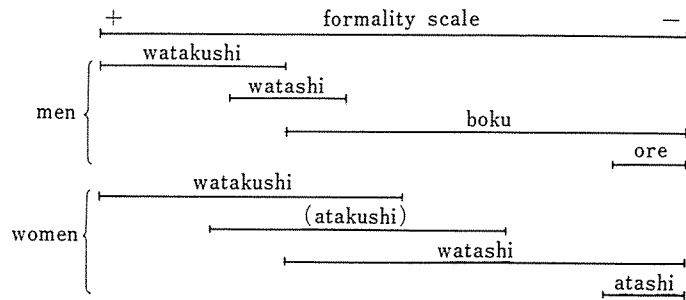 + formality scale −
watakushi
watashi
men
boku
ore
watakushi
(atakushi)
women
watashi
atashi